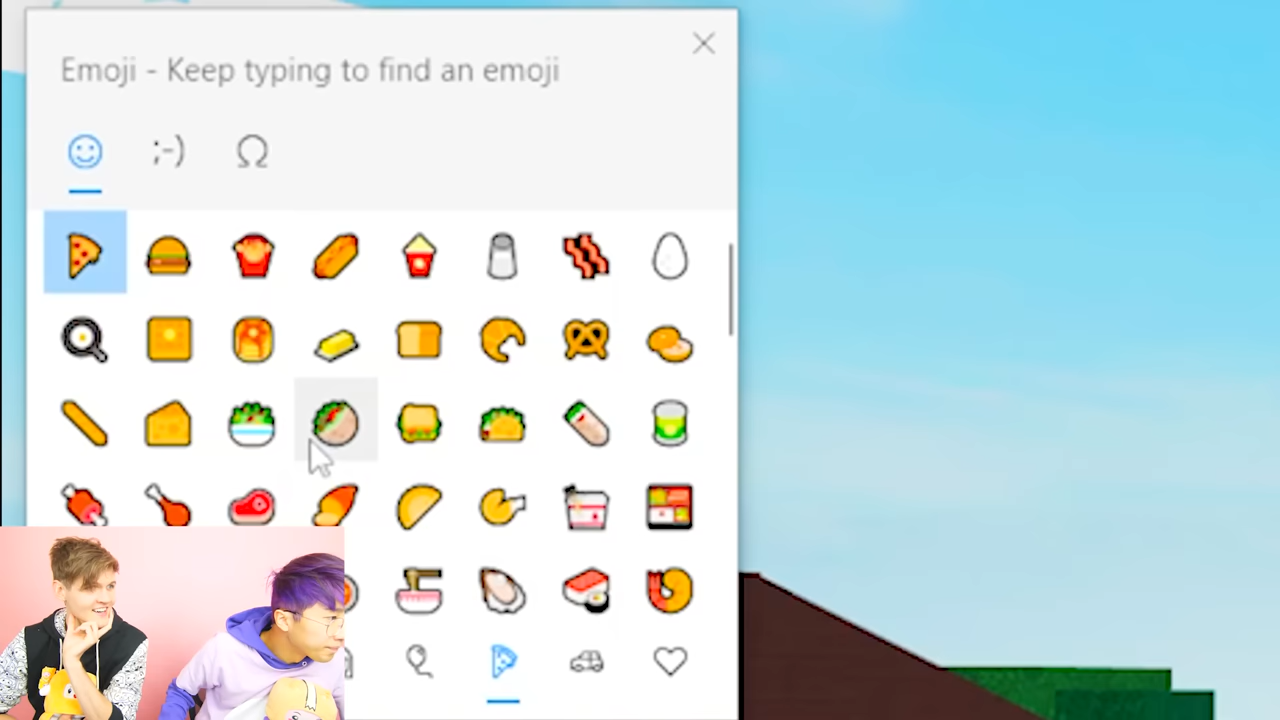 Emoji - Keep typing to find an emoji
;-)
Ω